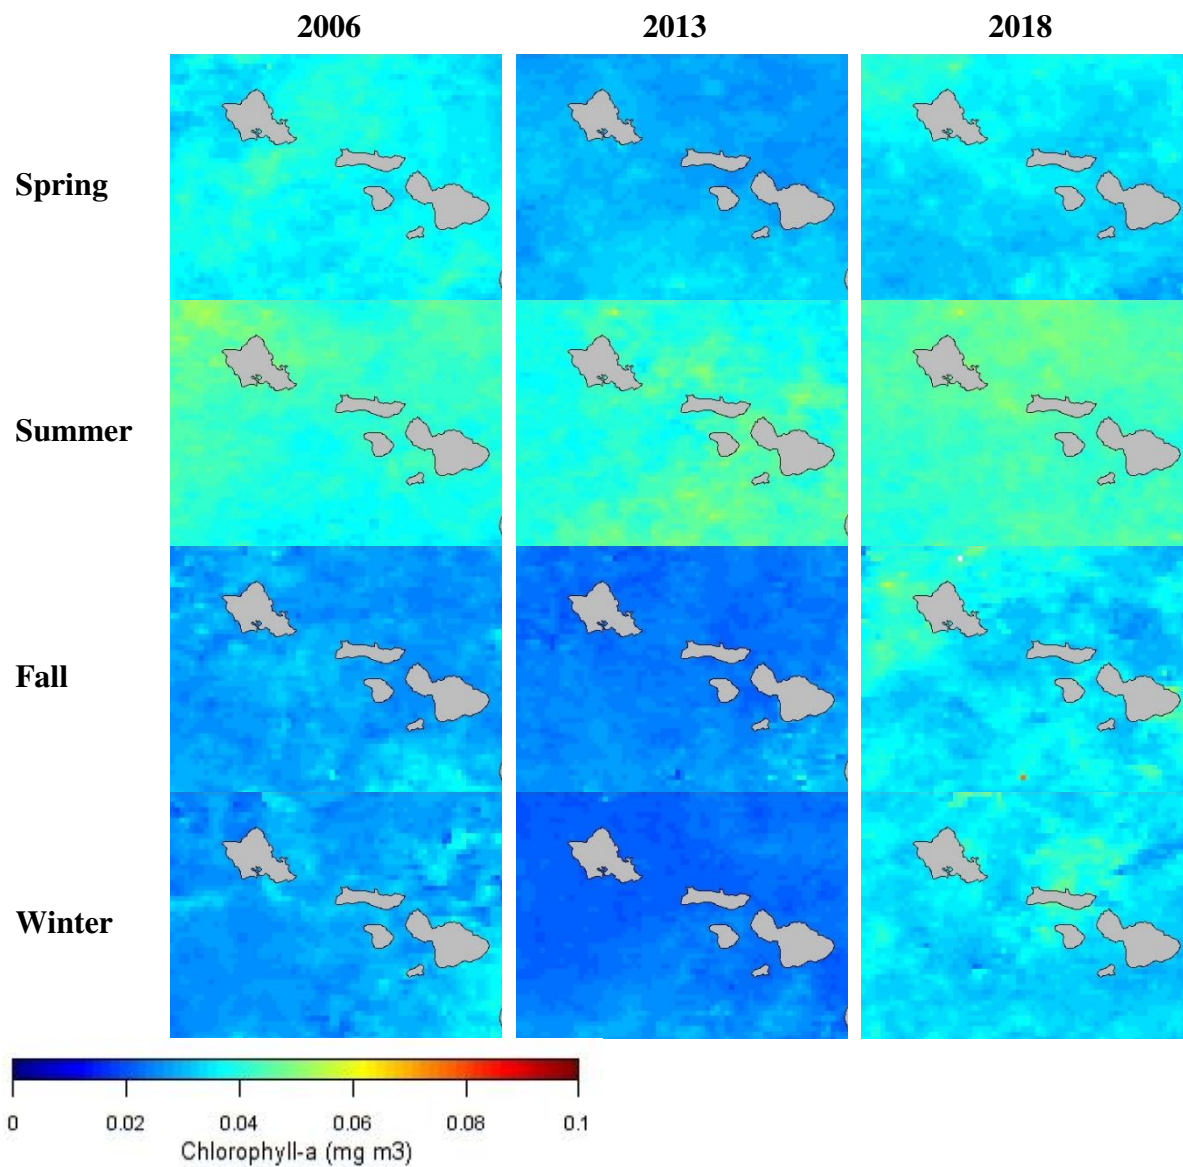 2006 2013 2018
Spring
Summer
Fall
Winter
0 0.02 0.04 0.06 0.08 0.1
Chlorophyll-a (mg m3)